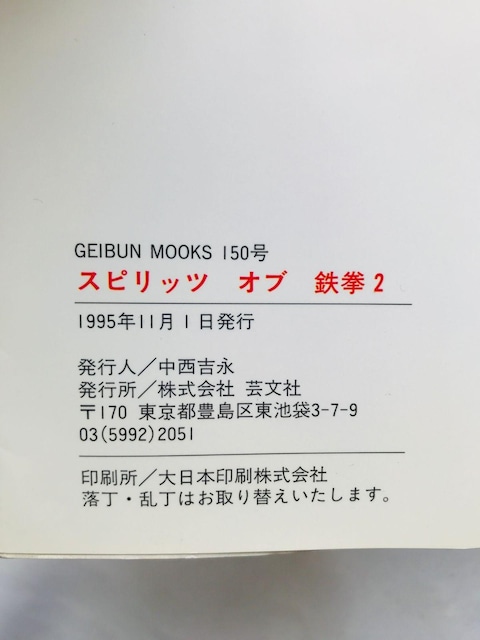 GEIBUN MOOKS 150号
スピリッツ オブ 鉄拳2
1995年11月1日発行
発行人／中西吉永
発行所／株式会社 芸文社
〒170 東京都豊島区東池袋3-7-9
03(5992)2051
印刷所／大日本印刷株式会社
落丁・乱丁はお取り替えいたします。